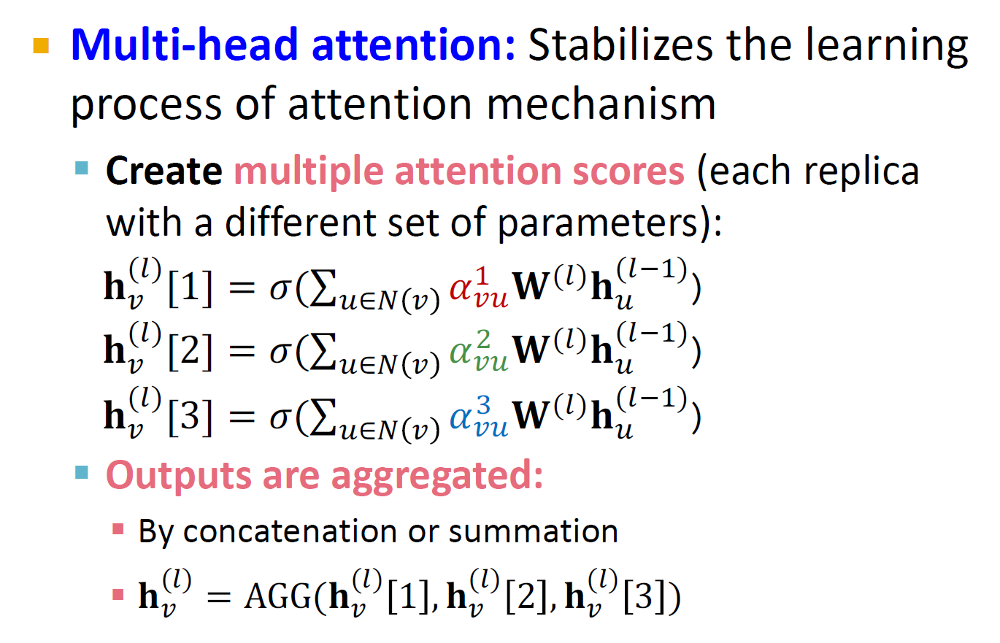 ▪ Multi-head attention: Stabilizes the learning
process of attention mechanism
▪ Create multiple attention scores (each replica
with a different set of parameters):
$\mathbf{h}_v^{(l)}[1] = \sigma(\sum_{u \in N(v)} \alpha_{vu}^1 \mathbf{W}^{(l)} \mathbf{h}_u^{(l-1)})$
$\mathbf{h}_v^{(l)}[2] = \sigma(\sum_{u \in N(v)} \alpha_{vu}^2 \mathbf{W}^{(l)} \mathbf{h}_u^{(l-1)})$
$\mathbf{h}_v^{(l)}[3] = \sigma(\sum_{u \in N(v)} \alpha_{vu}^3 \mathbf{W}^{(l)} \mathbf{h}_u^{(l-1)})$
▪ Outputs are aggregated:
▪ By concatenation or summation
▪ $\mathbf{h}_v^{(l)} = \text{AGG}(\mathbf{h}_v^{(l)}[1], \mathbf{h}_v^{(l)}[2], \mathbf{h}_v^{(l)}[3])$